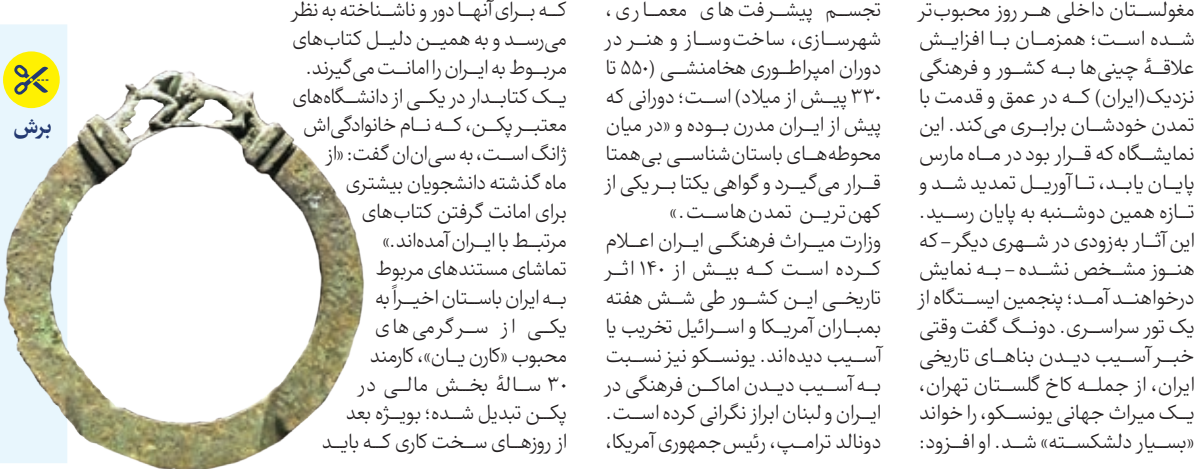 مغولستان داخلی هر روز محبوب‌تر
شده است؛ همزمان با افزایش
علاقهٔ چینی‌ها به کشور و فرهنگی
نزدیک(ایران) که در عمق و قدمت با
تمدن خودشان برابری می‌کند. این
نمایشگاه که قرار بود در ماه مارس
پایان یابد، تا آوریل تمدید شد و
تازه همین دوشنبه به پایان رسید.
این آثار به‌زودی در شهری دیگر – که
هنوز مشخص نشده – به نمایش
درخواهند آمد؛ پنجمین ایستگاه از
یک تور سراسری. دونگ گفت وقتی
خبر آسیب دیدن بناهای تاریخی
ایران، از جمله کاخ گلستان تهران،
یک میراث جهانی یونسکو، را خواند
«بسیار دلشکسته» شد. او افزود:
تجسم پیشرفت‌های معماری،
شهرسازی، ساخت‌وساز و هنر در
دوران امپراطوری هخامنشی (۵۵۰ تا
۳۳۰ پیش از میلاد) است؛ دورانی که
پیش از ایران مدرن بوده و «در میان
محوطه‌های باستان‌شناسی بی‌همتا
قرار می‌گیرد و گواهی یکتا بر یکی از
کهن‌ترین تمدن‌هاست.»
وزارت میراث فرهنگی ایران اعلام
کرده است که بیش از ۱۴۰ اثر
تاریخی این کشور طی شش هفته
بمباران آمریکا و اسرائیل تخریب یا
آسیب دیده‌اند. یونسکو نیز نسبت
به آسیب دیدن اماکن فرهنگی در
ایران و لبنان ابراز نگرانی کرده است.
دونالد ترامپ، رئیس‌جمهوری آمریکا،
که برای آنها دور و ناشناخته به نظر
می‌رسد و به همین دلیل کتاب‌های
مربوط به ایران را امانت می‌گیرند.
یک کتابدار در یکی از دانشگاه‌های
معتبر پکن، که نام خانوادگی‌اش
ژانگ است، به سی‌ان‌ان گفت: «از
ماه گذشته دانشجویان بیشتری
برای امانت گرفتن کتاب‌های
مرتبط با ایران آمده‌اند.»
تماشای مستندهای مربوط
به ایران باستان اخیراً به
یکی از سرگرمی‌های
محبوب «کارن یان»، کارمند
۳۰ سالهٔ بخش مالی در
پکن تبدیل شده؛ بویژه بعد
از روزهای سخت کاری که باید
برش